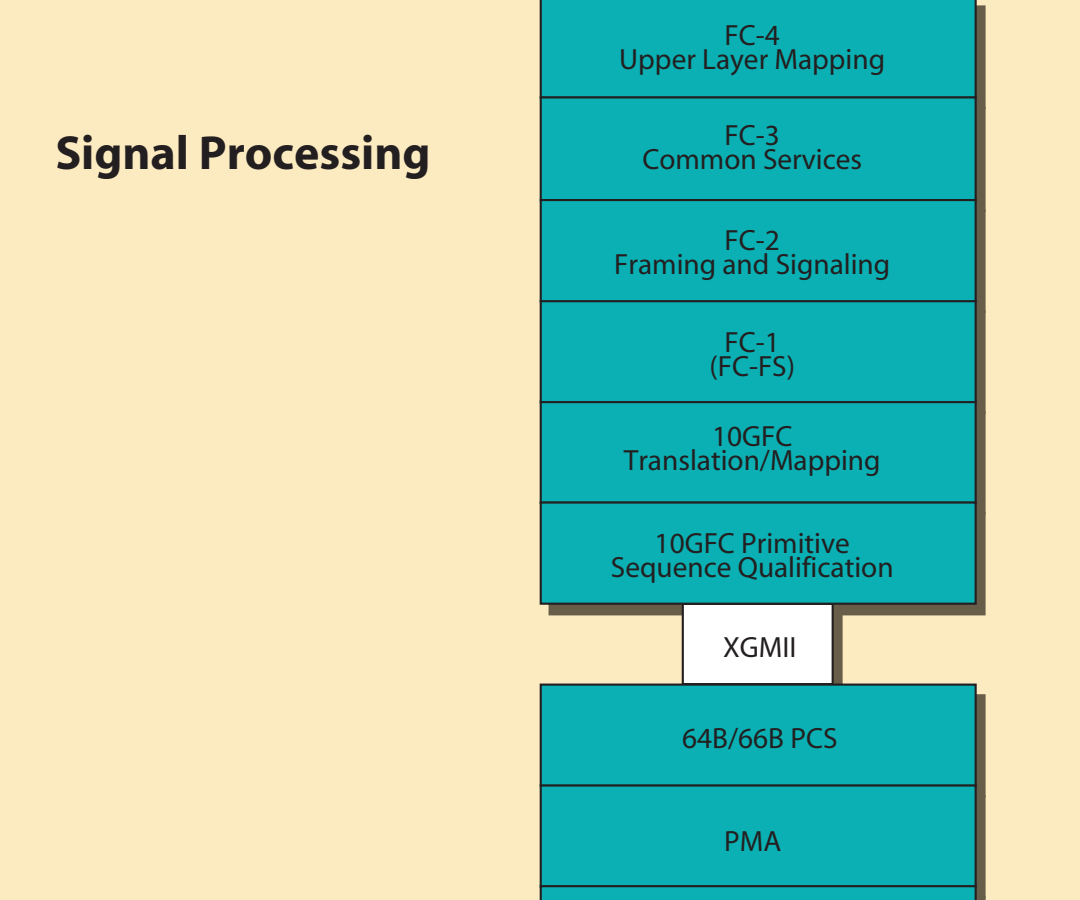 Signal Processing
FC-4
Upper Layer Mapping
FC-3
Common Services
FC-2
Framing and Signaling
FC-1
(FC-FS)
10GFC
Translation/Mapping
10GFC Primitive
Sequence Qualification
XGMII
64B/66B PCS
PMA